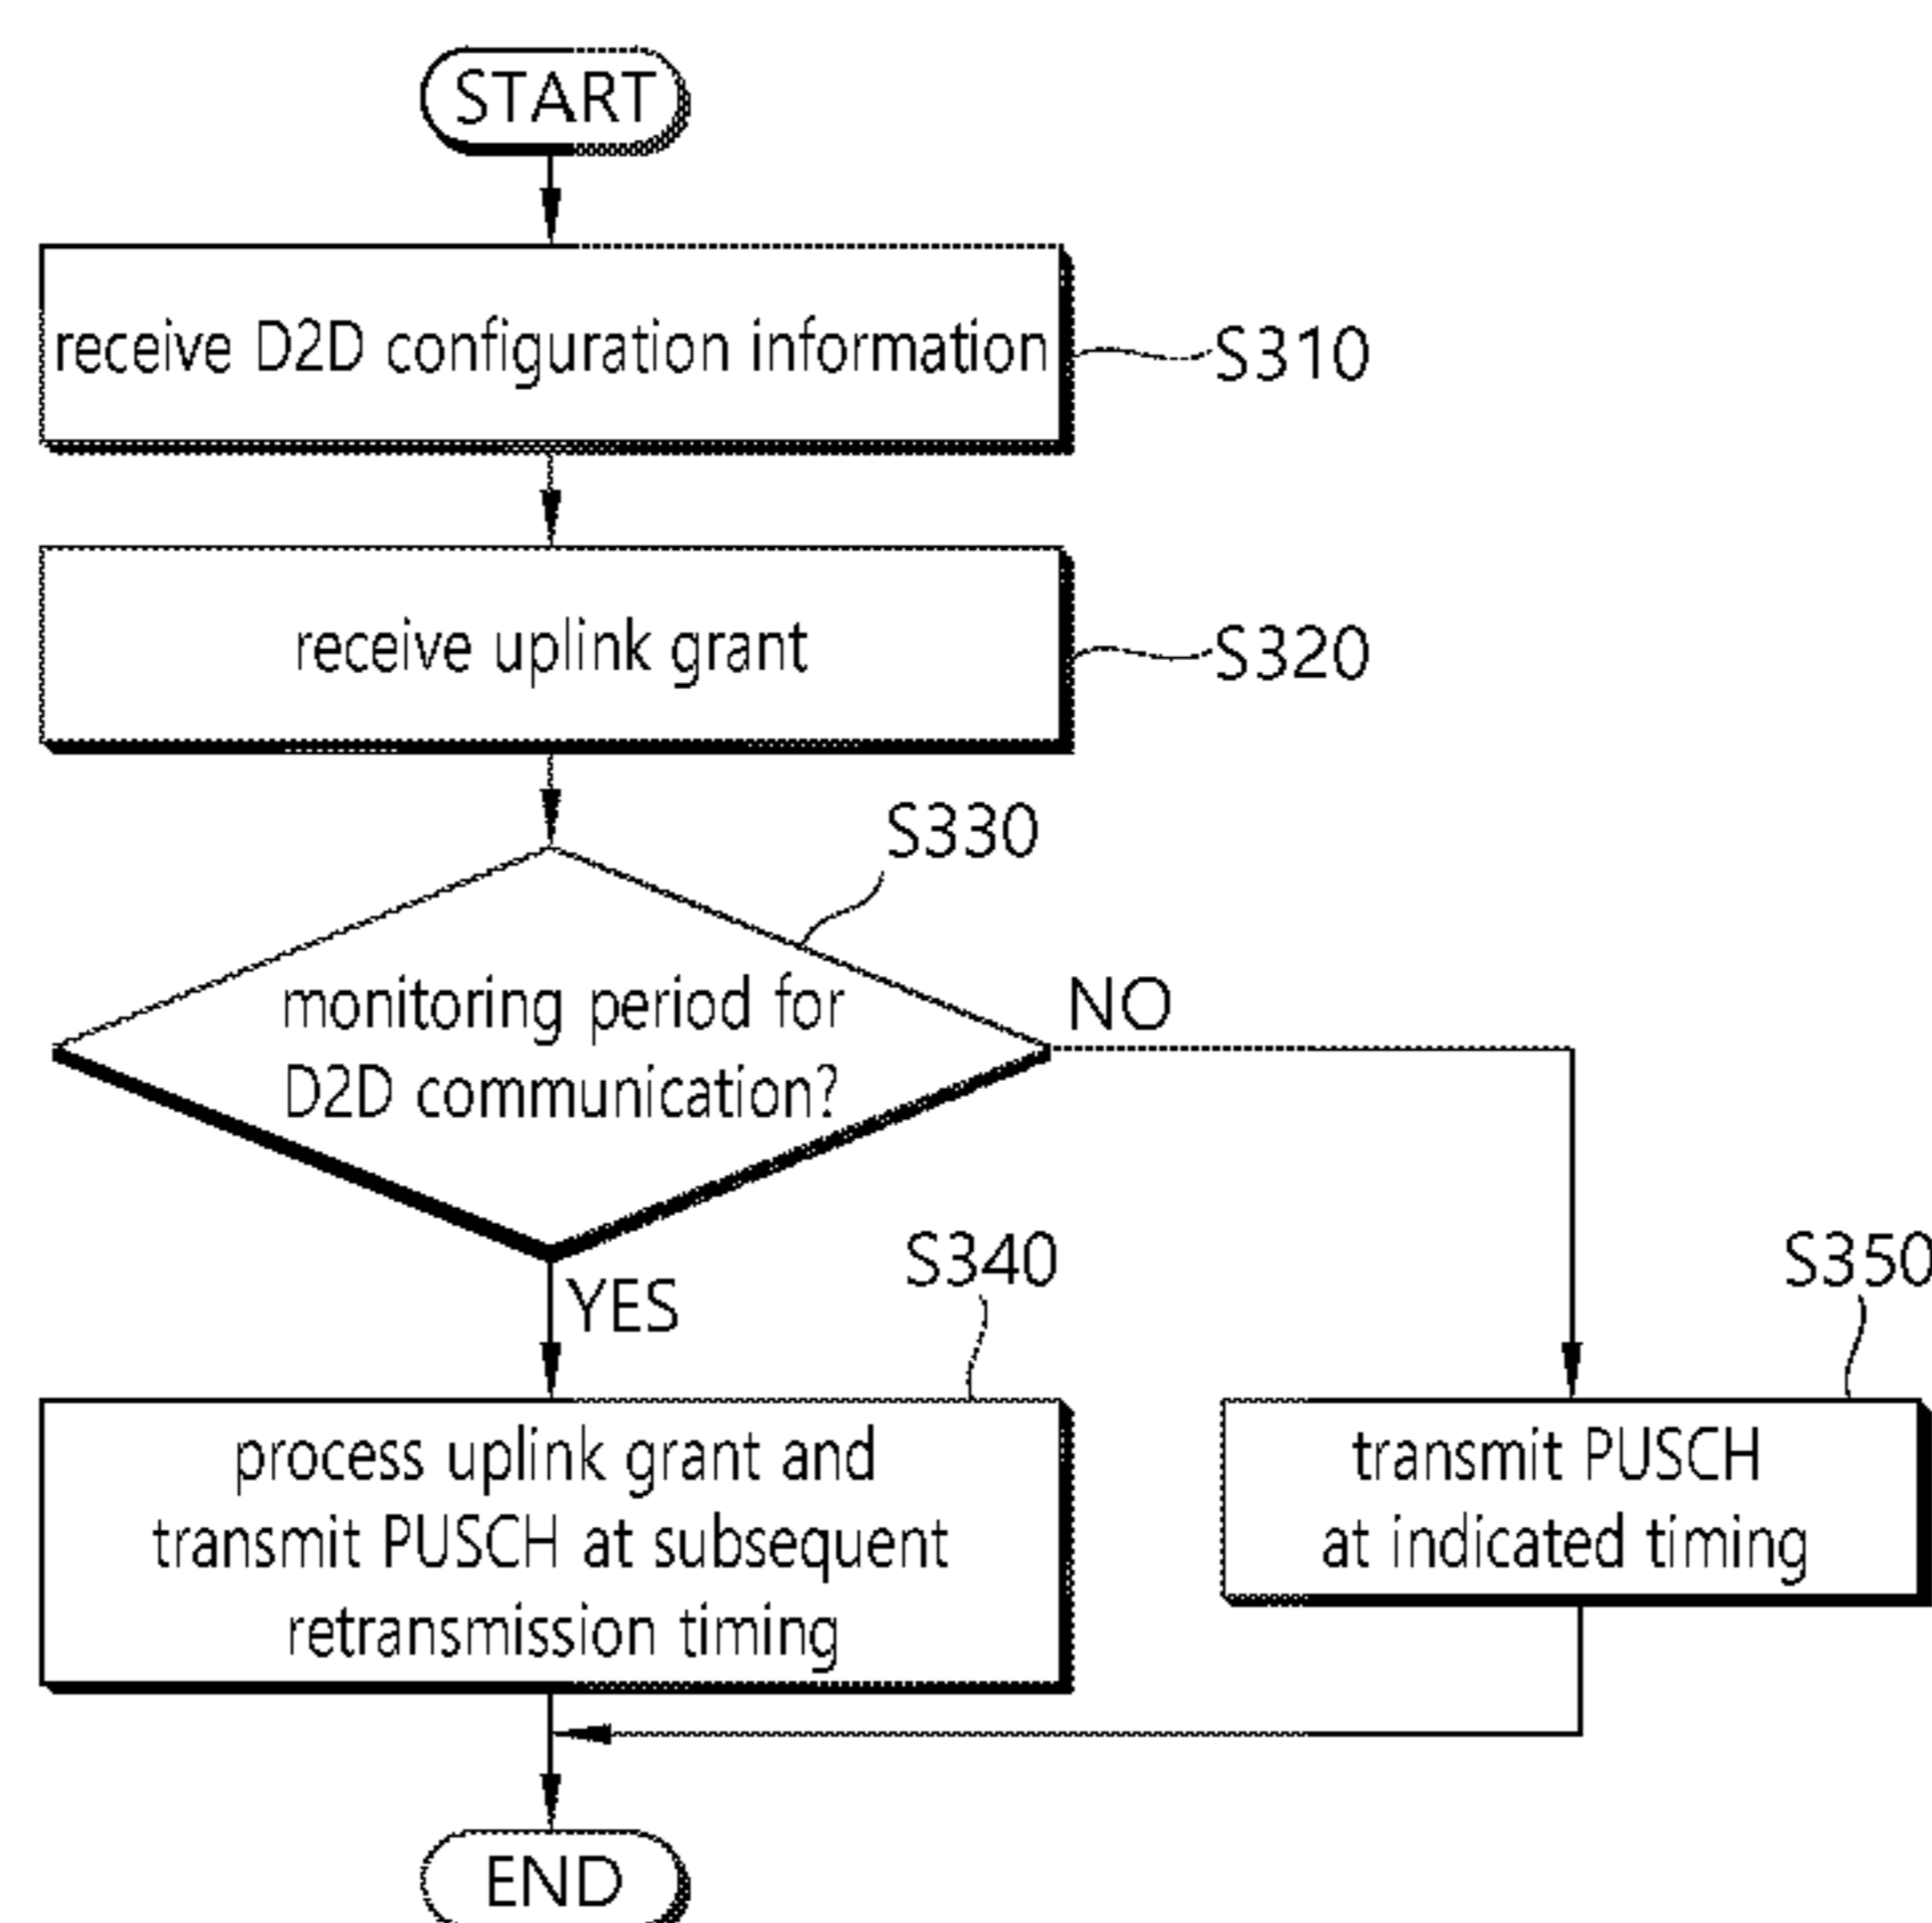 START
receive D2D configuration information
S310
receive uplink grant
S320
S330
monitoring period for
D2D communication?
NO
YES
S340
process uplink grant and
transmit PUSCH at subsequent
retransmission timing
S350
transmit PUSCH
at indicated timing
END